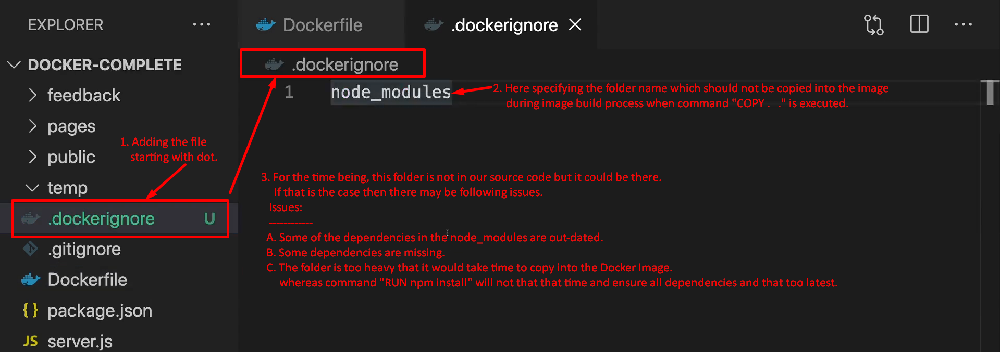 EXPLORER
Dockerfile
.dockerignore
DOCKER-COMPLETE
.dockerignore
feedback
1 node_modules
2. Here specifying the folder name which should not be copied into the image
during image build process when command "COPY . ." is executed.
pages
1. Adding the file
starting with dot.
public
3. For the time being, this folder is not in our source code but it could be there.
If that is the case then there may be following issues.
temp
Issues:
------------
.dockerignore U
A. Some of the dependencies in the node_modules are out-dated.
.gitignore
B. Some dependencies are missing.
C. The folder is too heavy that it would take time to copy into the Docker Image.
Dockerfile
whereas command "RUN npm install" will not that that time and ensure all dependencies and that too latest.
{ } package.json
JS server.js